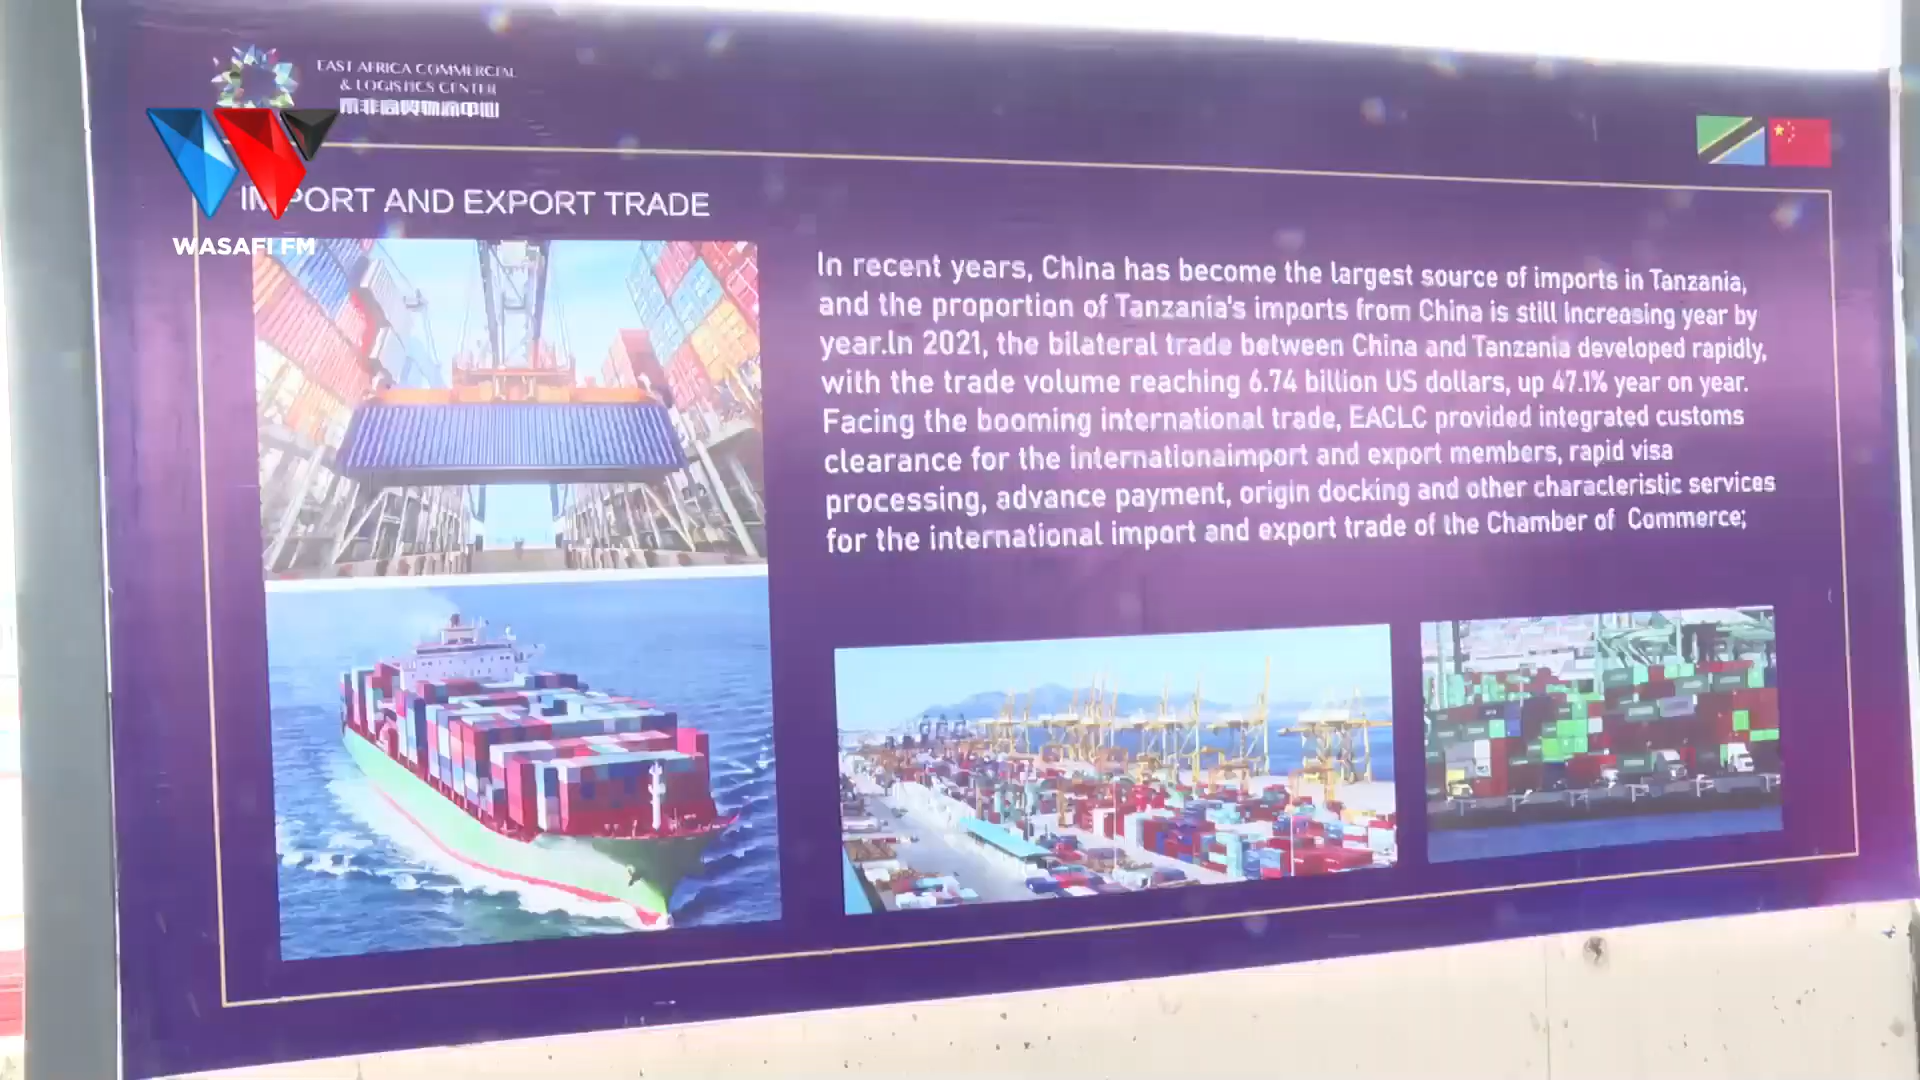 EAST AFRICA COMMERCIAL
& LOGISTICS CENTER
东非商贸物流中心
WASAFI FM
IMPORT AND EXPORT TRADE
In recent years, China has become the largest source of imports in Tanzania,
and the proportion of Tanzania's imports from China is still increasing year by
year.In 2021, the bilateral trade between China and Tanzania developed rapidly,
with the trade volume reaching 6.74 billion US dollars, up 47.1% year on year.
Facing the booming international trade, EACLC provided integrated customs
clearance for the internationaimport and export members, rapid visa
processing, advance payment, origin docking and other characteristic services
for the international import and export trade of the Chamber of Commerce;